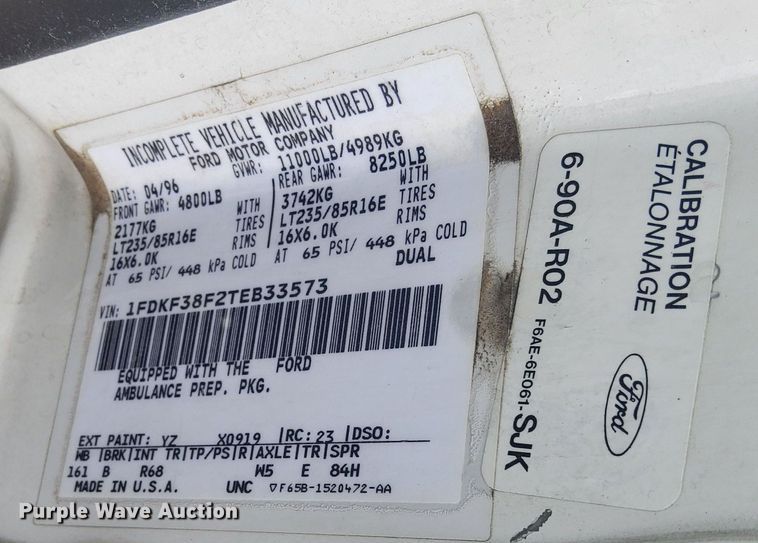 INCOMPLETE VEHICLE MANUFACTURED BY
FORD MOTOR COMPANY
DATE: 04/96 GVWR: 11000LB/4989KG
FRONT GAWR: 4800LB REAR GAWR: 8250LB
2177KG WITH 3742KG WITH
LT235/85R16E TIRES LT235/85R16E TIRES
16X6.0K RIMS 16X6.0K RIMS
AT 65 PSI/ 448 kPa COLD AT 65 PSI/ 448 kPa COLD
DUAL
VIN: 1FDKF38F2TEB33573
EQUIPPED WITH THE FORD
AMBULANCE PREP. PKG.
EXT PAINT: YZ X0919 |RC: 23 |DSO:
WB |BRK|INT TR|TP/PS|R|AXLE|TR|SPR
161 B R68 W5 E 84H
MADE IN U.S.A. UNC ▽F65B-1520472-AA
CALIBRATION
ÉTALONNAGE
6-90A-R02
F6AE-6E061-SJK
Ford
Purple Wave Auction